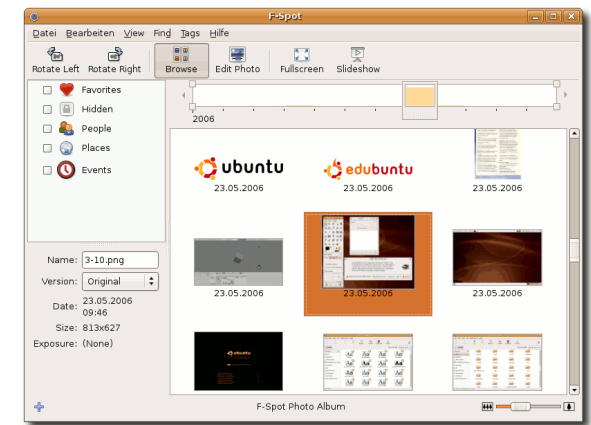 F-Spot
Datei Bearbeiten View Find Tags Hilfe
Rotate Left Rotate Right Browse Edit Photo Fullscreen Slideshow
Favorites
Hidden
People
Places
Events
2006
ubuntu
edubuntu
23.05.2006 23.05.2006 23.05.2006
23.05.2006 23.05.2006 23.05.2006
ubuntu
Name: 3-10.png
Version: Original
Date: 23.05.2006
09:46
Size: 813x627
Exposure: (None)
F-Spot Photo Album